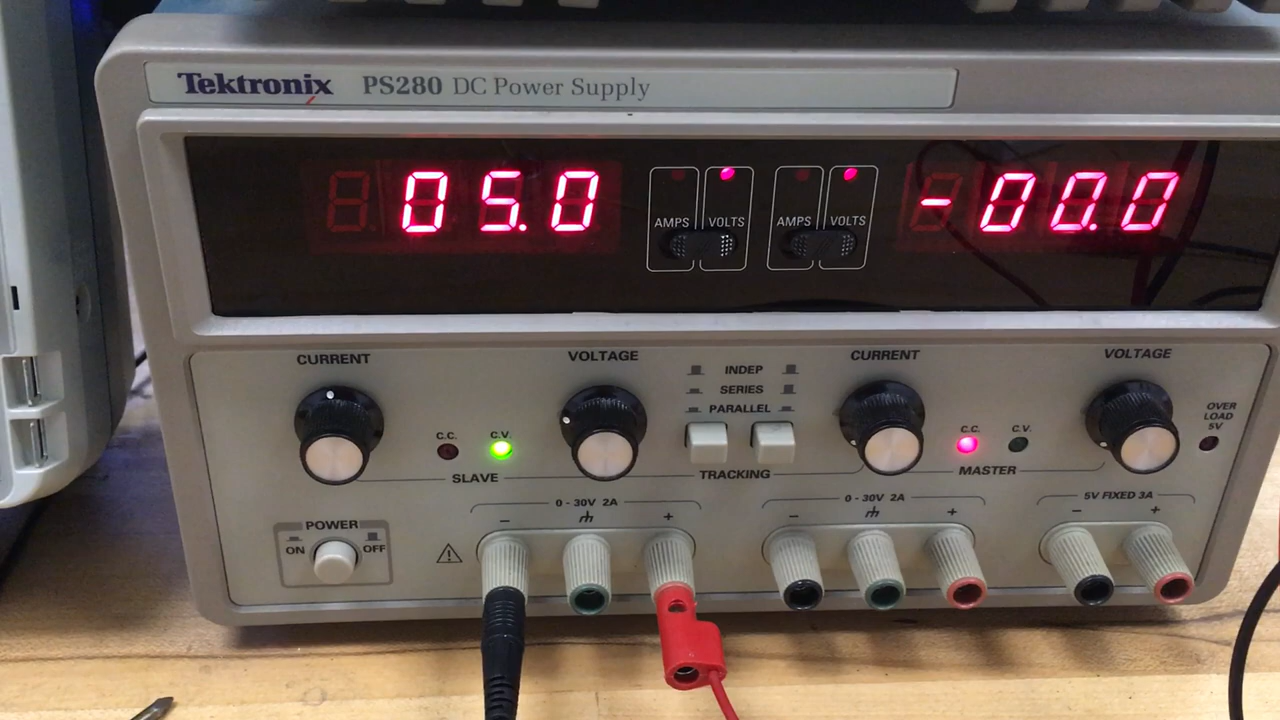 Tektronix PS280 DC Power Supply
05.0
AMPS VOLTS
AMPS VOLTS
-00.0
CURRENT
VOLTAGE
INDEP
SERIES
PARALLEL
CURRENT
VOLTAGE
C.C. C.V.
C.C. C.V.
OVER
LOAD
5V
SLAVE
TRACKING
MASTER
0 - 30V 2A
0 - 30V 2A
5V FIXED 3A
- +
- +
- +
POWER
ON OFF